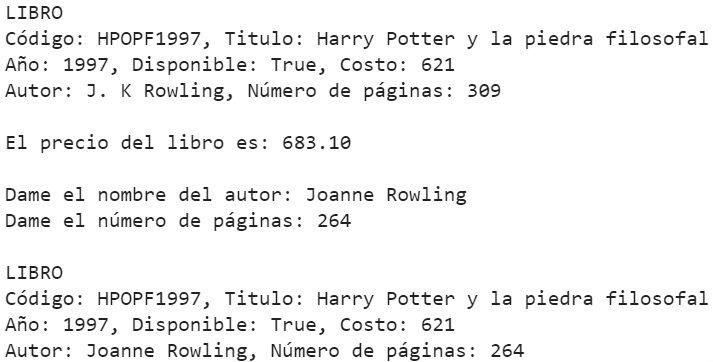 LIBRO
Código: HPOPF1997, Titulo: Harry Potter y la piedra filosofal
Año: 1997, Disponible: True, Costo: 621
Autor: J. K Rowling, Número de páginas: 309
El precio del libro es: 683.10
Dame el nombre del autor: Joanne Rowling
Dame el número de páginas: 264
LIBRO
Código: HPOPF1997, Titulo: Harry Potter y la piedra filosofal
Año: 1997, Disponible: True, Costo: 621
Autor: Joanne Rowling, Número de páginas: 264